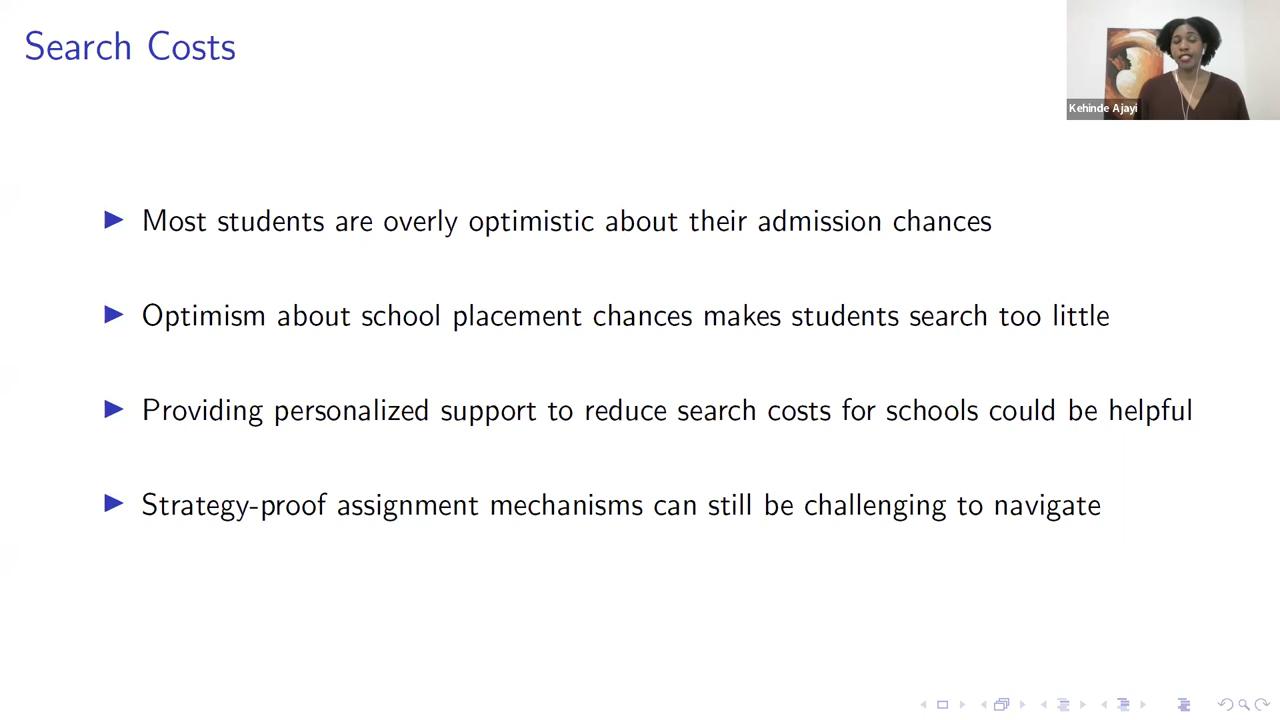 Search Costs
Kehinde Ajayi
Most students are overly optimistic about their admission chances
Optimism about school placement chances makes students search too little
Providing personalized support to reduce search costs for schools could be helpful
Strategy-proof assignment mechanisms can still be challenging to navigate